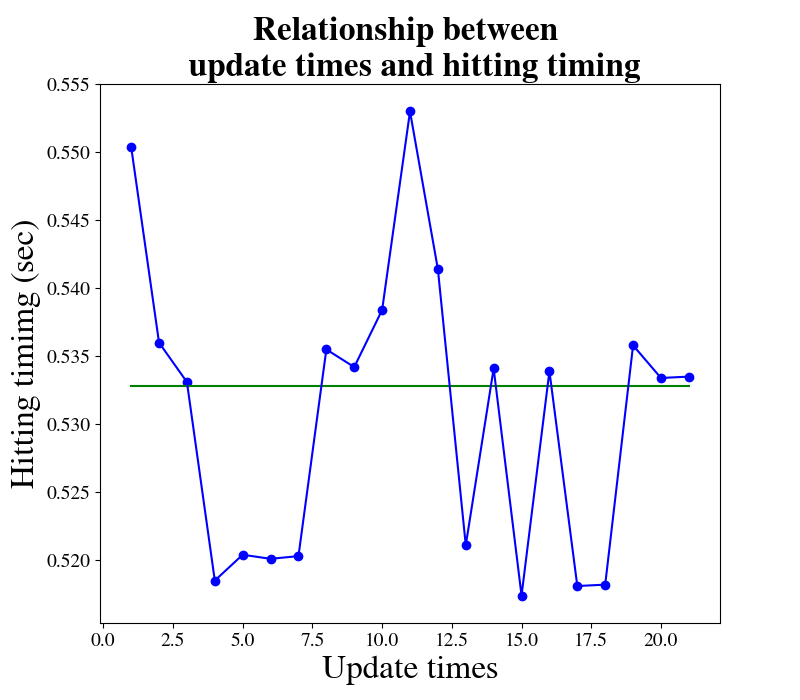 Relationship between
update times and hitting timing
0.555
0.550
0.545
0.540
0.535
0.530
0.525
0.520
Hitting timimg (sec)
0.0 2.5 5.0 7.5 10.0 12.5 15.0 17.5 20.0
Update times